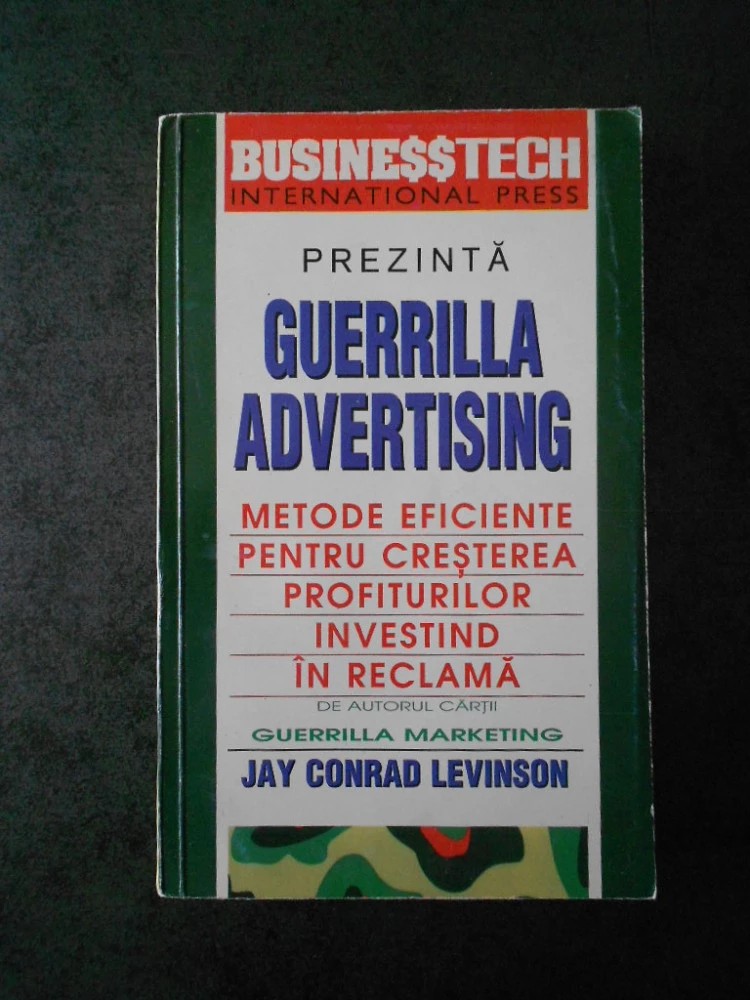 BUSINE$$TECH
INTERNATIONAL PRESS
PREZINTĂ
GUERRILLA
ADVERTISING
METODE EFICIENTE
PENTRU CREȘTEREA
PROFITURILOR
INVESTIND
ÎN RECLAMĂ
DE AUTORUL CĂRȚII
GUERRILLA MARKETING
JAY CONRAD LEVINSON